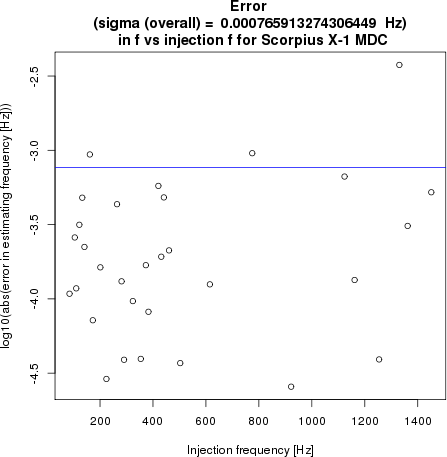 Error
(sigma (overall) = 0.000765913274306449 Hz)
in f vs injection f for Scorpius X-1 MDC
log10(abs(error in estimating frequency [Hz]))
-2.5
-3.0
-3.5
-4.0
-4.5
200 400 600 800 1000 1200 1400
Injection frequency [Hz]